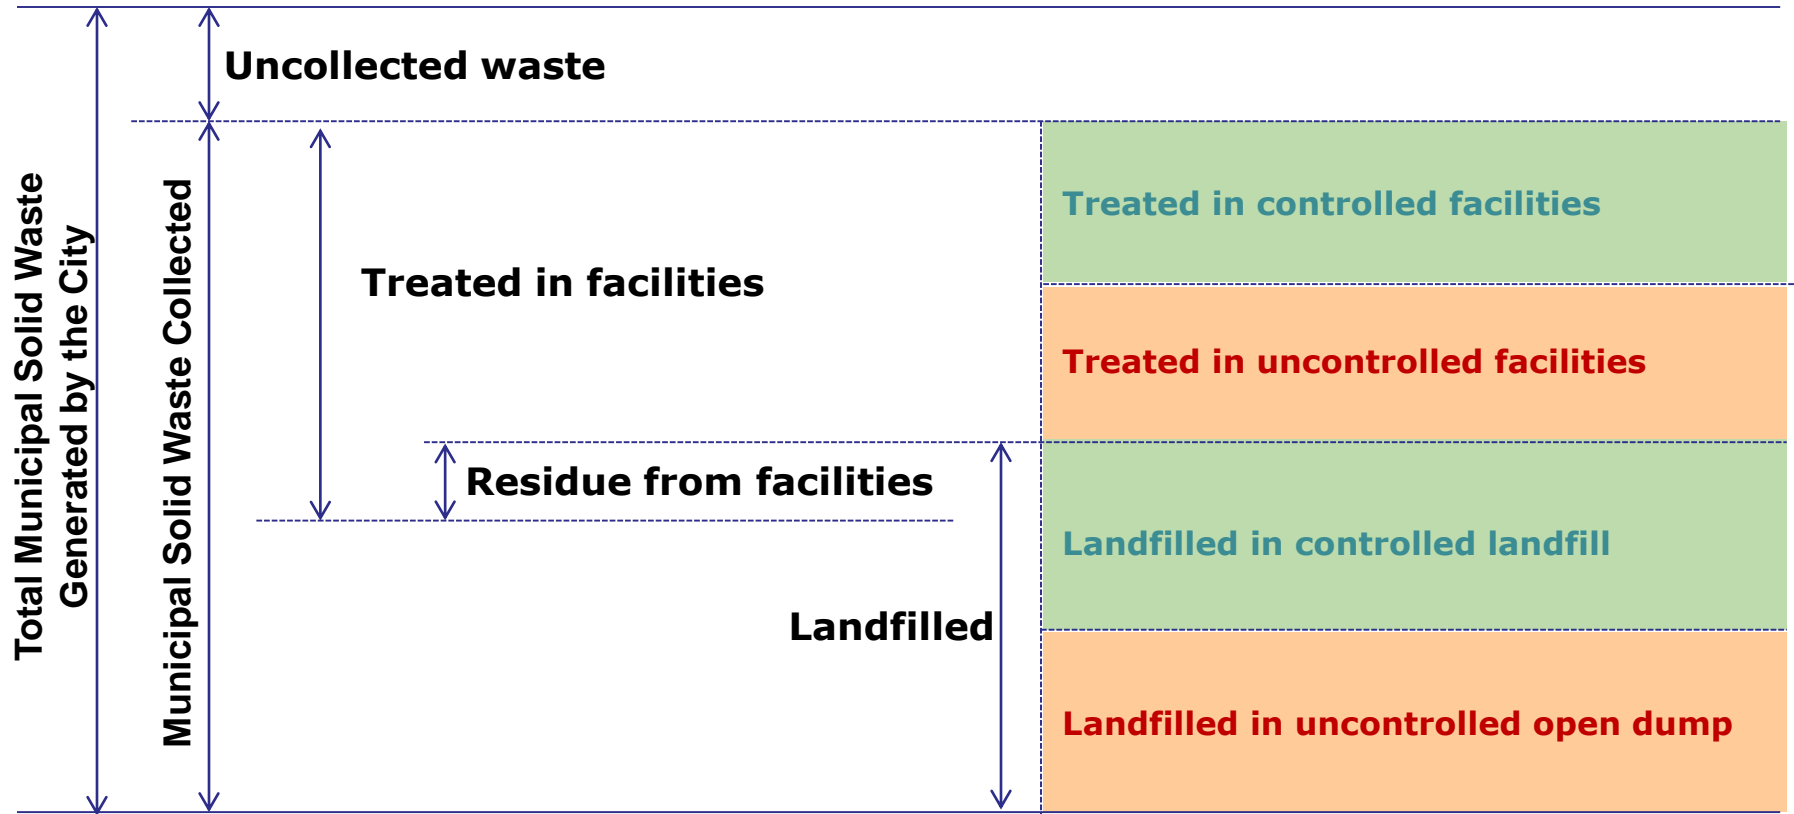 Total Municipal Solid Waste
Generated by the City
Municipal Solid Waste Collected
Uncollected waste
Treated in facilities
Residue from facilities
Landfilled
Treated in controlled facilities
Treated in uncontrolled facilities
Landfilled in controlled landfill
Landfilled in uncontrolled open dump